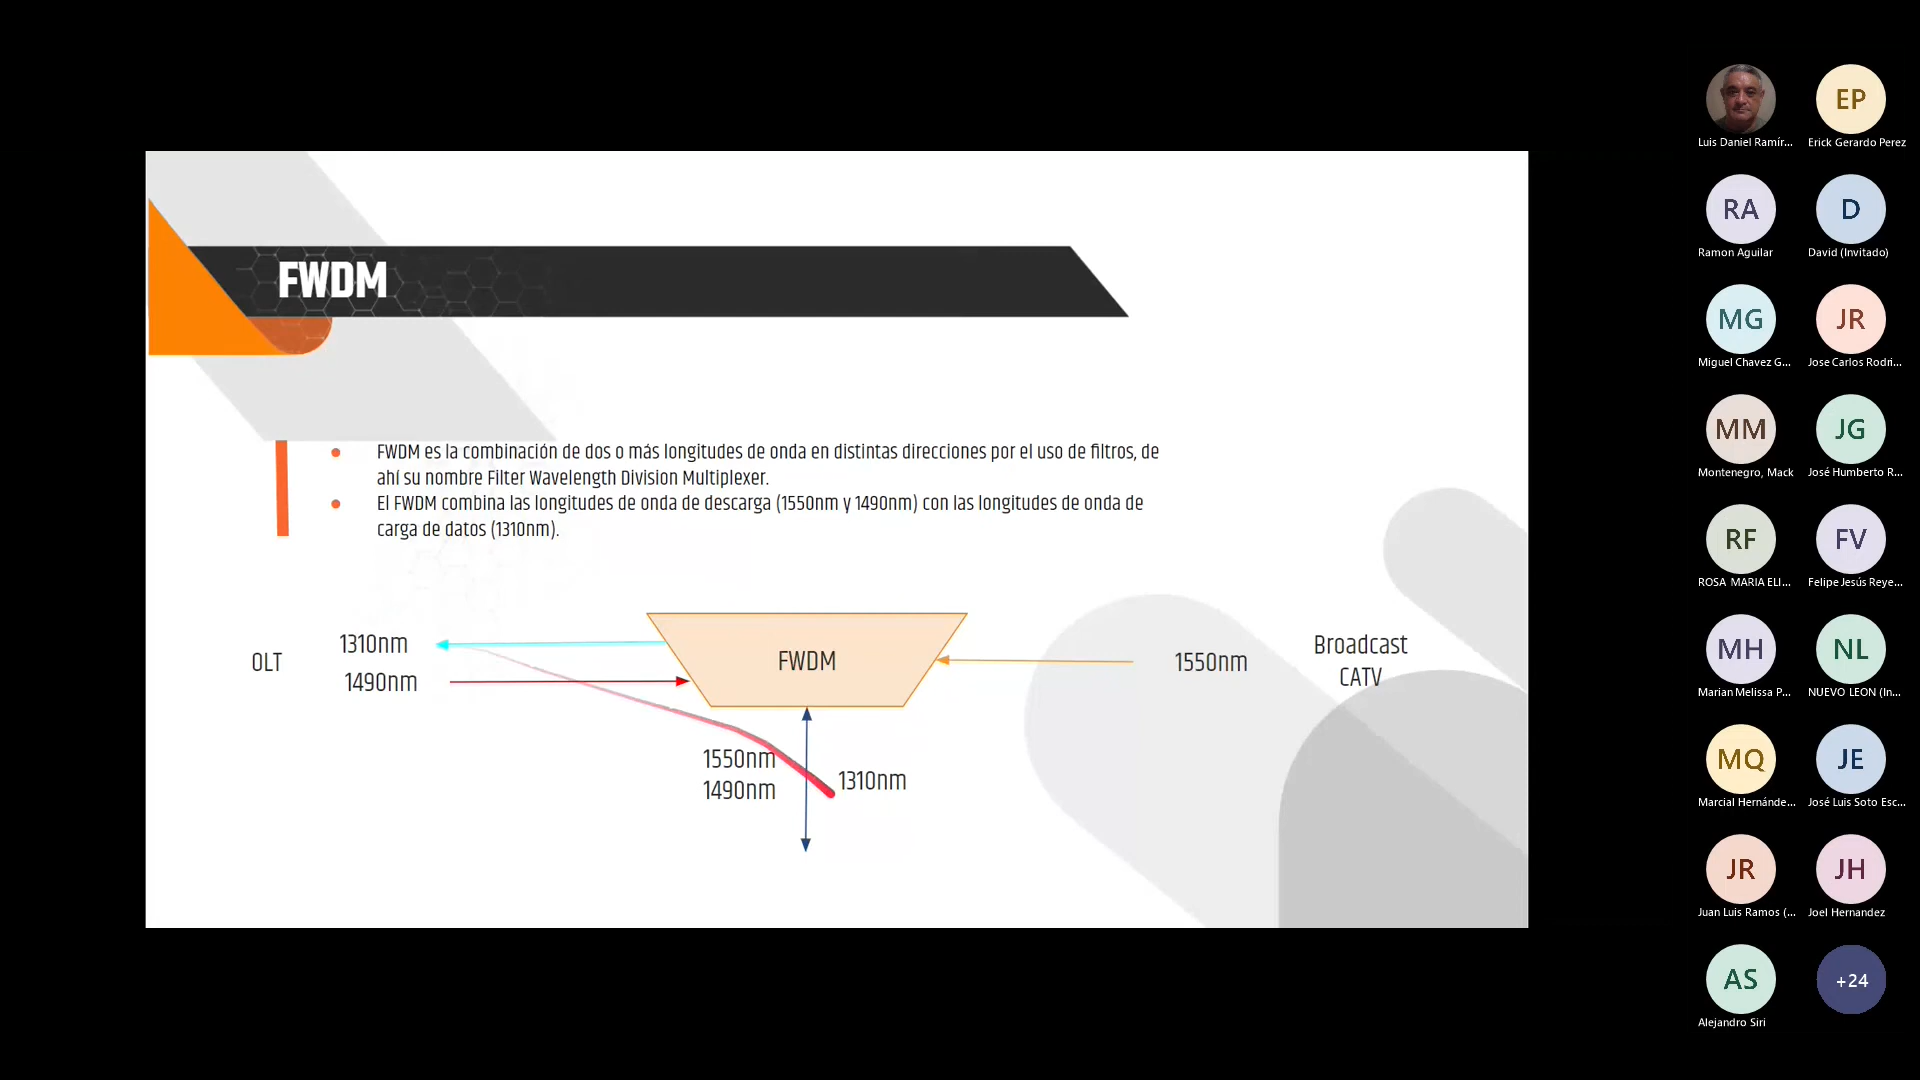 FWDM
FWDM es la combinación de dos o más longitudes de onda en distintas direcciones por el uso de filtros, de
ahí su nombre Filter Wavelength Division Multiplexer.
El FWDM combina las longitudes de onda de descarga (1550nm y 1490nm) con las longitudes de onda de
carga de datos (1310nm).
OLT
1310nm
1490nm
FWDM
1550nm
Broadcast
CATV
1550nm
1490nm
1310nm
Luis Daniel Ramír...
EP
Erick Gerardo Perez
RA
Ramon Aguilar
D
David (Invitado)
MG
Miguel Chavez G...
JR
Jose Carlos Rodri...
MM
Montenegro, Mack
JG
José Humberto R...
RF
ROSA MARIA ELI...
FV
Felipe Jesús Reye...
MH
Marian Melissa P...
NL
NUEVO LEON (In...
MQ
Marcial Hernánde...
JE
José Luis Soto Esc...
JR
Juan Luis Ramos (...
JH
Joel Hernandez
AS
Alejandro Siri
+24